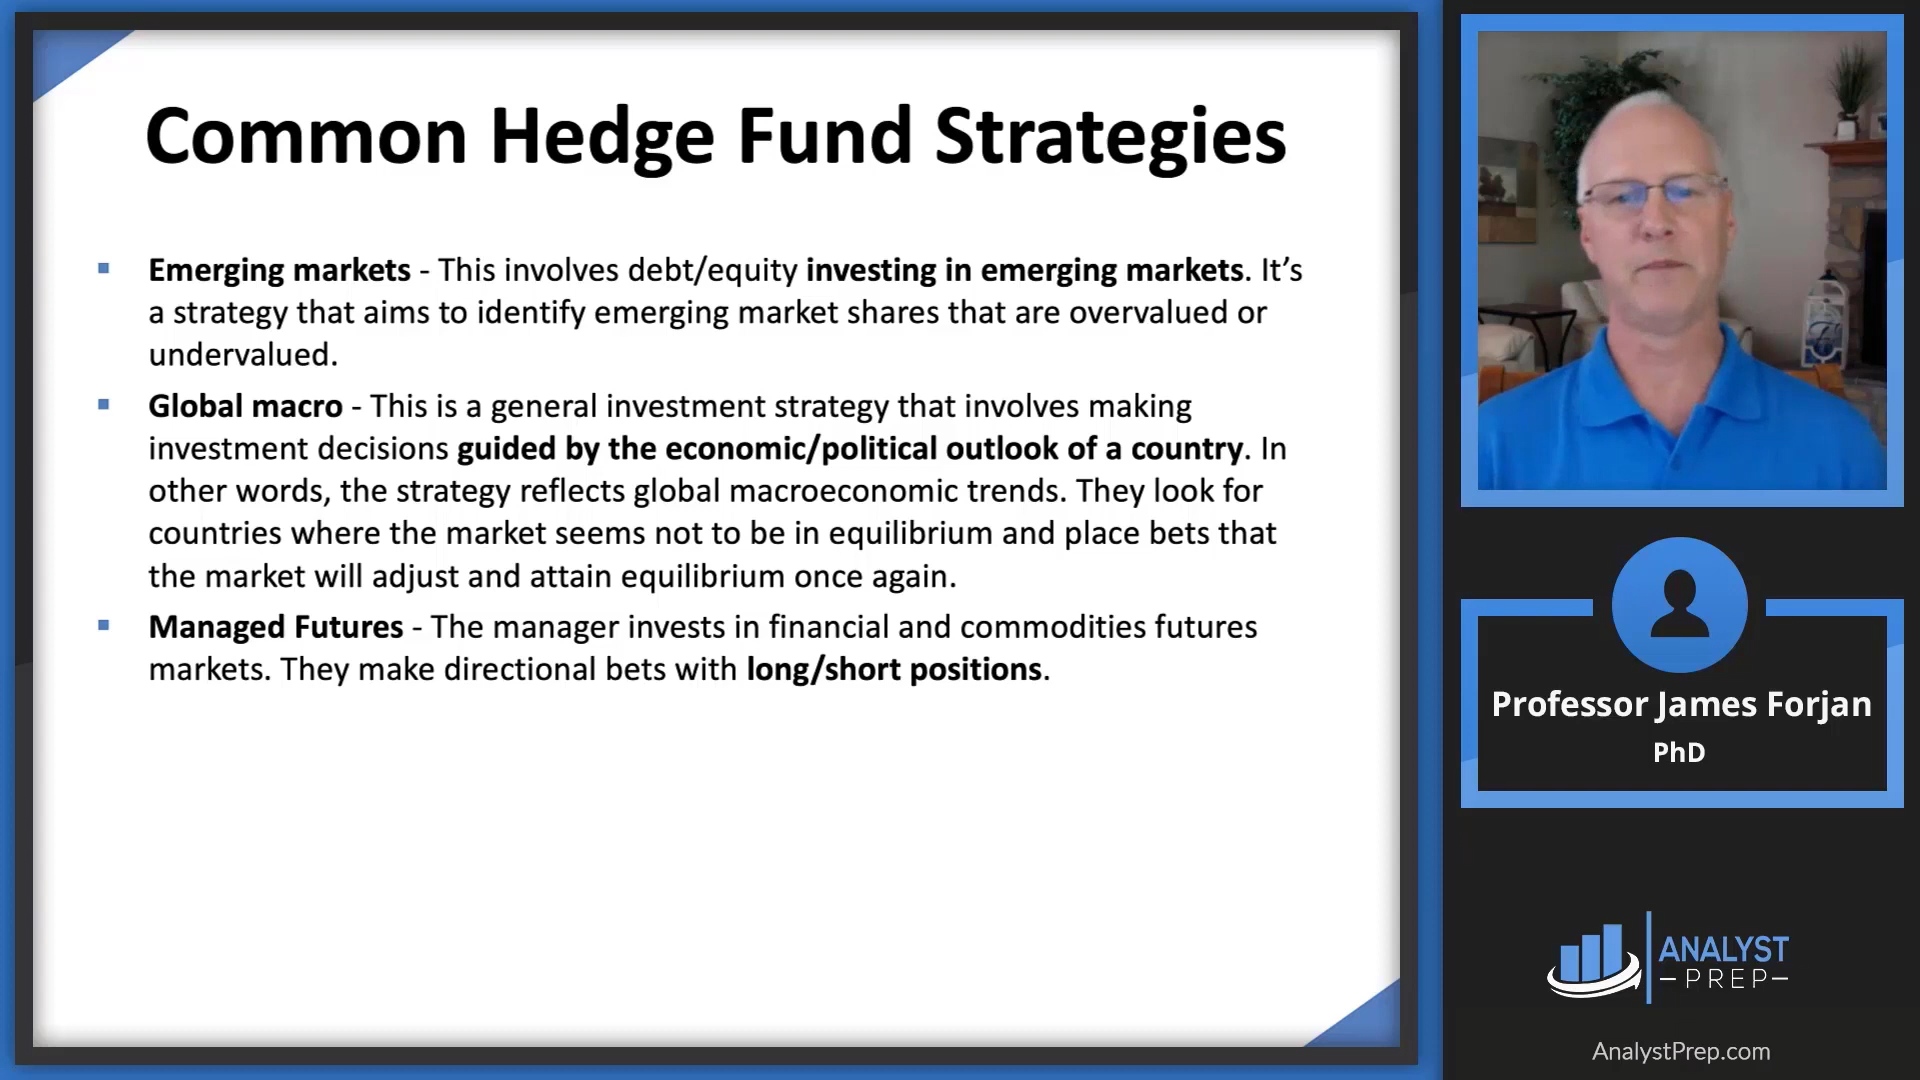 Common Hedge Fund Strategies
Emerging markets - This involves debt/equity investing in emerging markets. It’s
a strategy that aims to identify emerging market shares that are overvalued or
undervalued.
Global macro - This is a general investment strategy that involves making
investment decisions guided by the economic/political outlook of a country. In
other words, the strategy reflects global macroeconomic trends. They look for
countries where the market seems not to be in equilibrium and place bets that
the market will adjust and attain equilibrium once again.
Managed Futures - The manager invests in financial and commodities futures
markets. They make directional bets with long/short positions.
Professor James Forjan
PhD
ANALYST
PREP
AnalystPrep.com